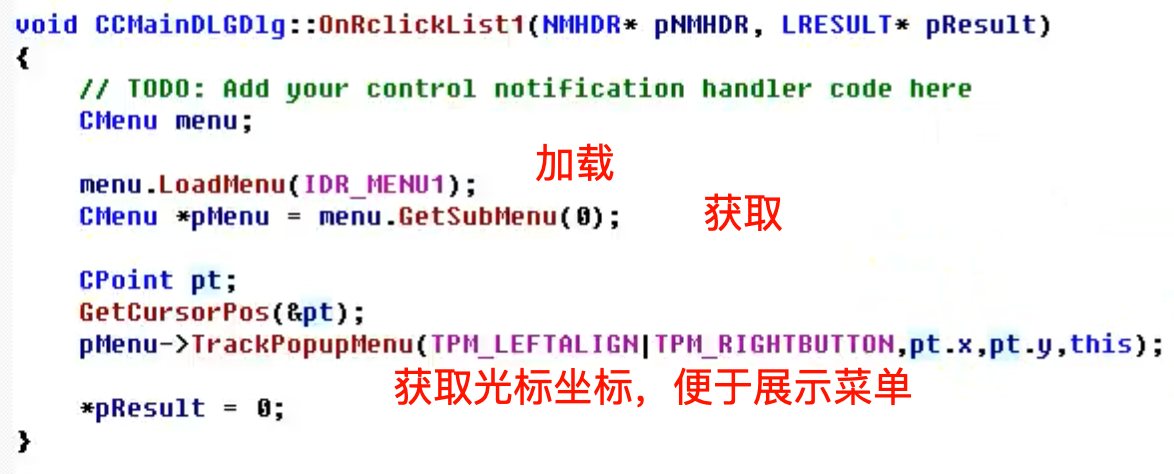 void CCMainDLGDlg::OnRclickList1(NMHDR* pNMHDR, LRESULT* pResult)
{
// TODO: Add your control notification handler code here
CMenu menu;
加载
menu.LoadMenu(IDR_MENU1);
CMenu *pMenu = menu.GetSubMenu(0);
获取
CPoint pt;
GetCursorPos(&pt);
pMenu->TrackPopupMenu(TPM_LEFTALIGN|TPM_RIGHTBUTTON,pt.x,pt.y,this);
获取光标坐标，便于展示菜单
*pResult = 0;
}